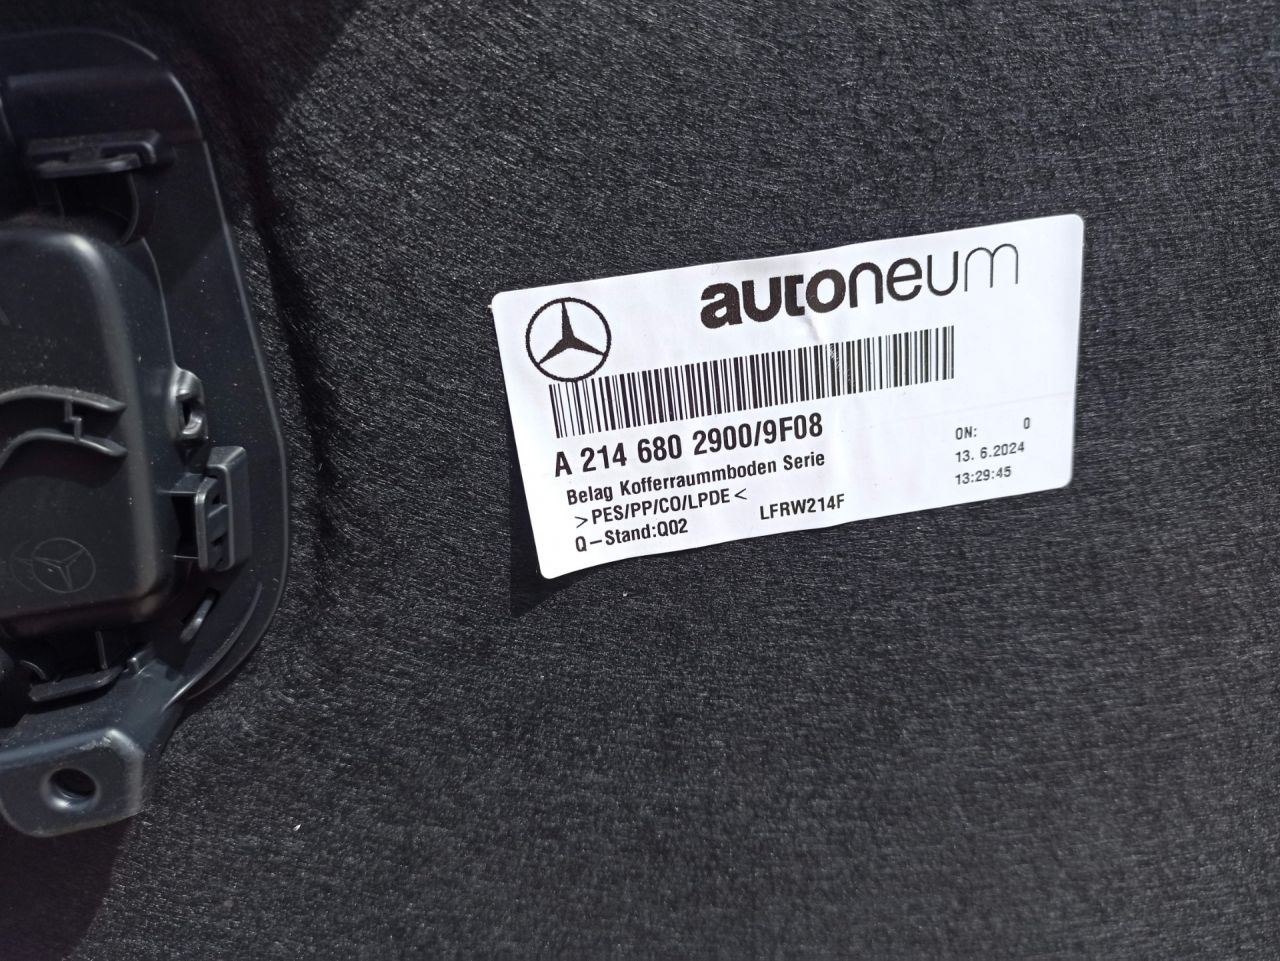 autoneum
A 214 680 2900/9F08
Belag Kofferraummboden Serie
>PES/PP/CO/LPDE<
Q-Stand:Q02
LFRW214F
ON: 0
13. 6.2024
13:29:45